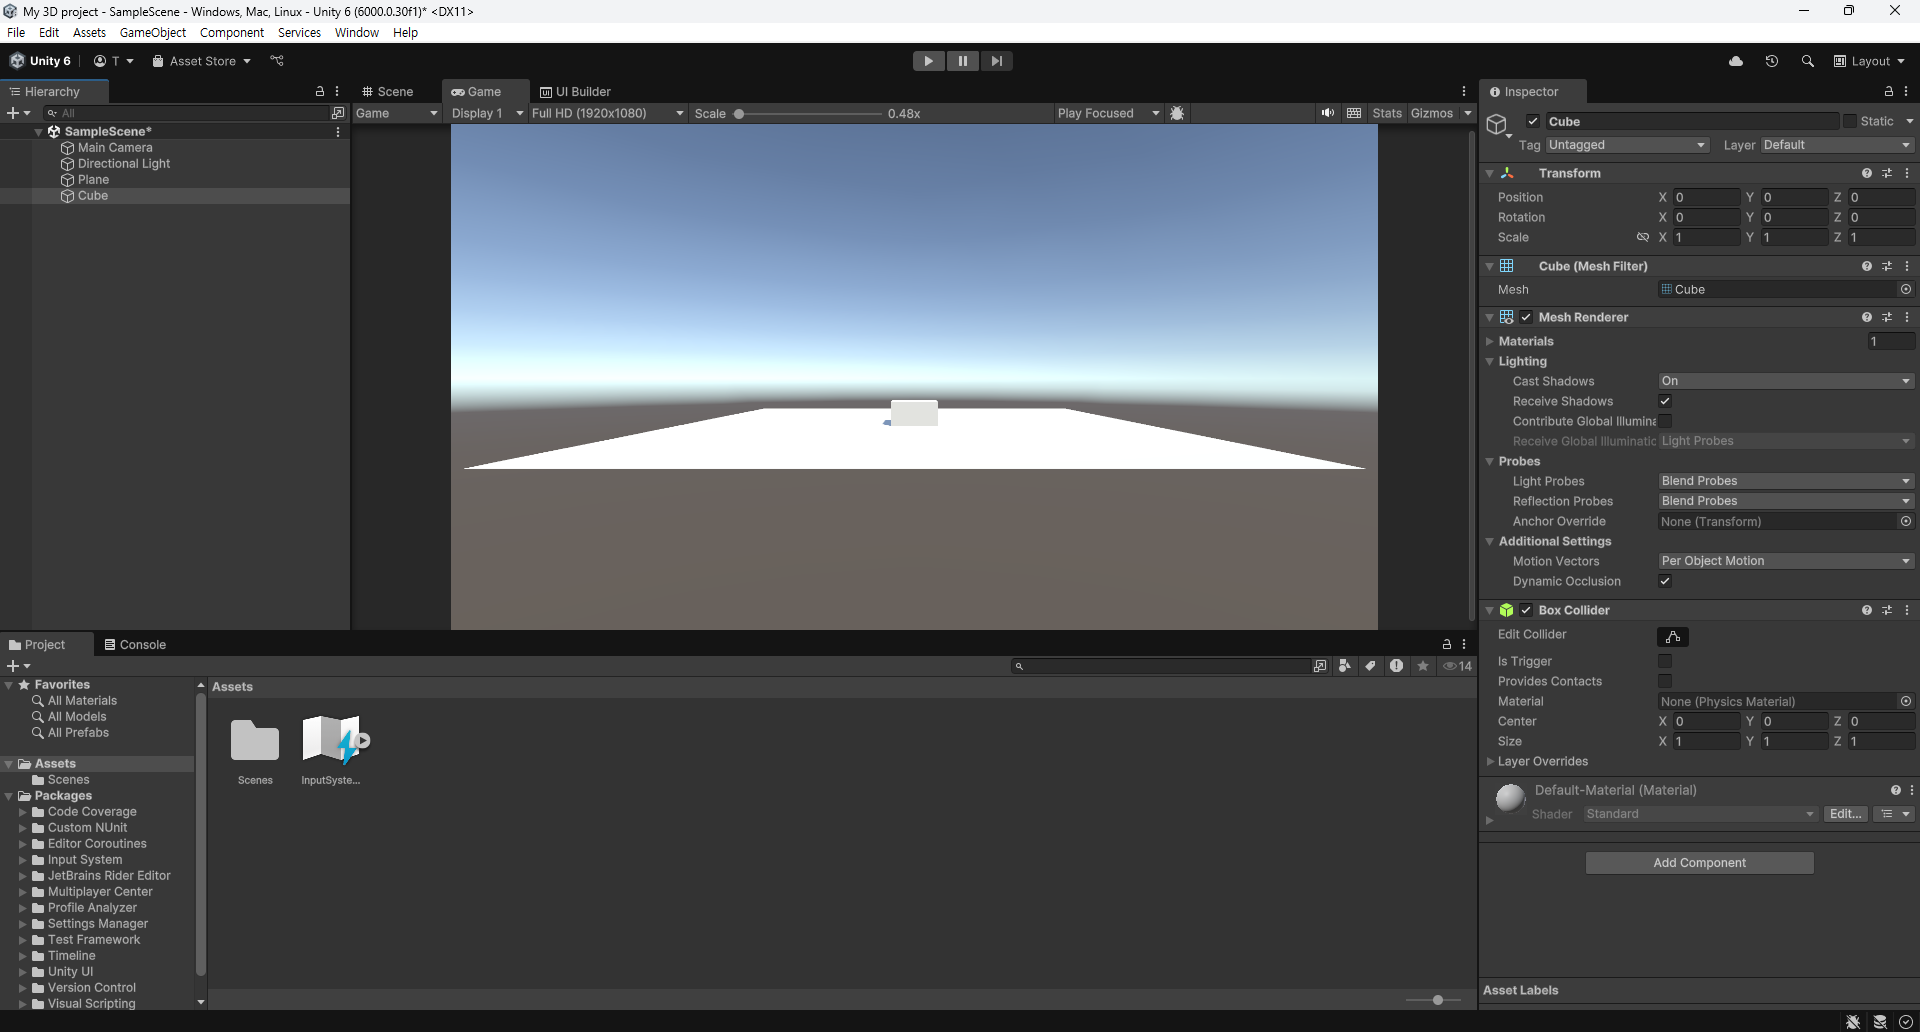 My 3D project - SampleScene - Windows, Mac, Linux - Unity 6 (6000.0.30f1)* <DX11>
File Edit Assets GameObject Component Services Window Help
Unity 6 T Asset Store Layout
Hierarchy
All
SampleScene*
Main Camera
Directional Light
Plane
Cube
Scene Game UI Builder
Game Display 1 Full HD (1920x1080) Scale 0.48x Play Focused Stats Gizmos
Inspector
Cube Static
Tag Untagged Layer Default
Transform
Position X 0 Y 0 Z 0
Rotation X 0 Y 0 Z 0
Scale X 1 Y 1 Z 1
Cube (Mesh Filter)
Mesh Cube
Mesh Renderer
Materials 1
Lighting
Cast Shadows On
Receive Shadows
Contribute Global Illumina
Receive Global Illuminatic Light Probes
Probes
Light Probes Blend Probes
Reflection Probes Blend Probes
Anchor Override None (Transform)
Additional Settings
Motion Vectors Per Object Motion
Dynamic Occlusion
Box Collider
Edit Collider
Is Trigger
Provides Contacts
Material None (Physics Material)
Center X 0 Y 0 Z 0
Size X 1 Y 1 Z 1
Layer Overrides
Default-Material (Material)
Shader Standard Edit...
Add Component
Asset Labels
Project Console
14
Favorites
All Materials
All Models
All Prefabs
Assets
Scenes
Packages
Code Coverage
Custom NUnit
Editor Coroutines
Input System
JetBrains Rider Editor
Multiplayer Center
Profile Analyzer
Settings Manager
Test Framework
Timeline
Unity UI
Version Control
Visual Scripting
Assets
Scenes InputSyste...